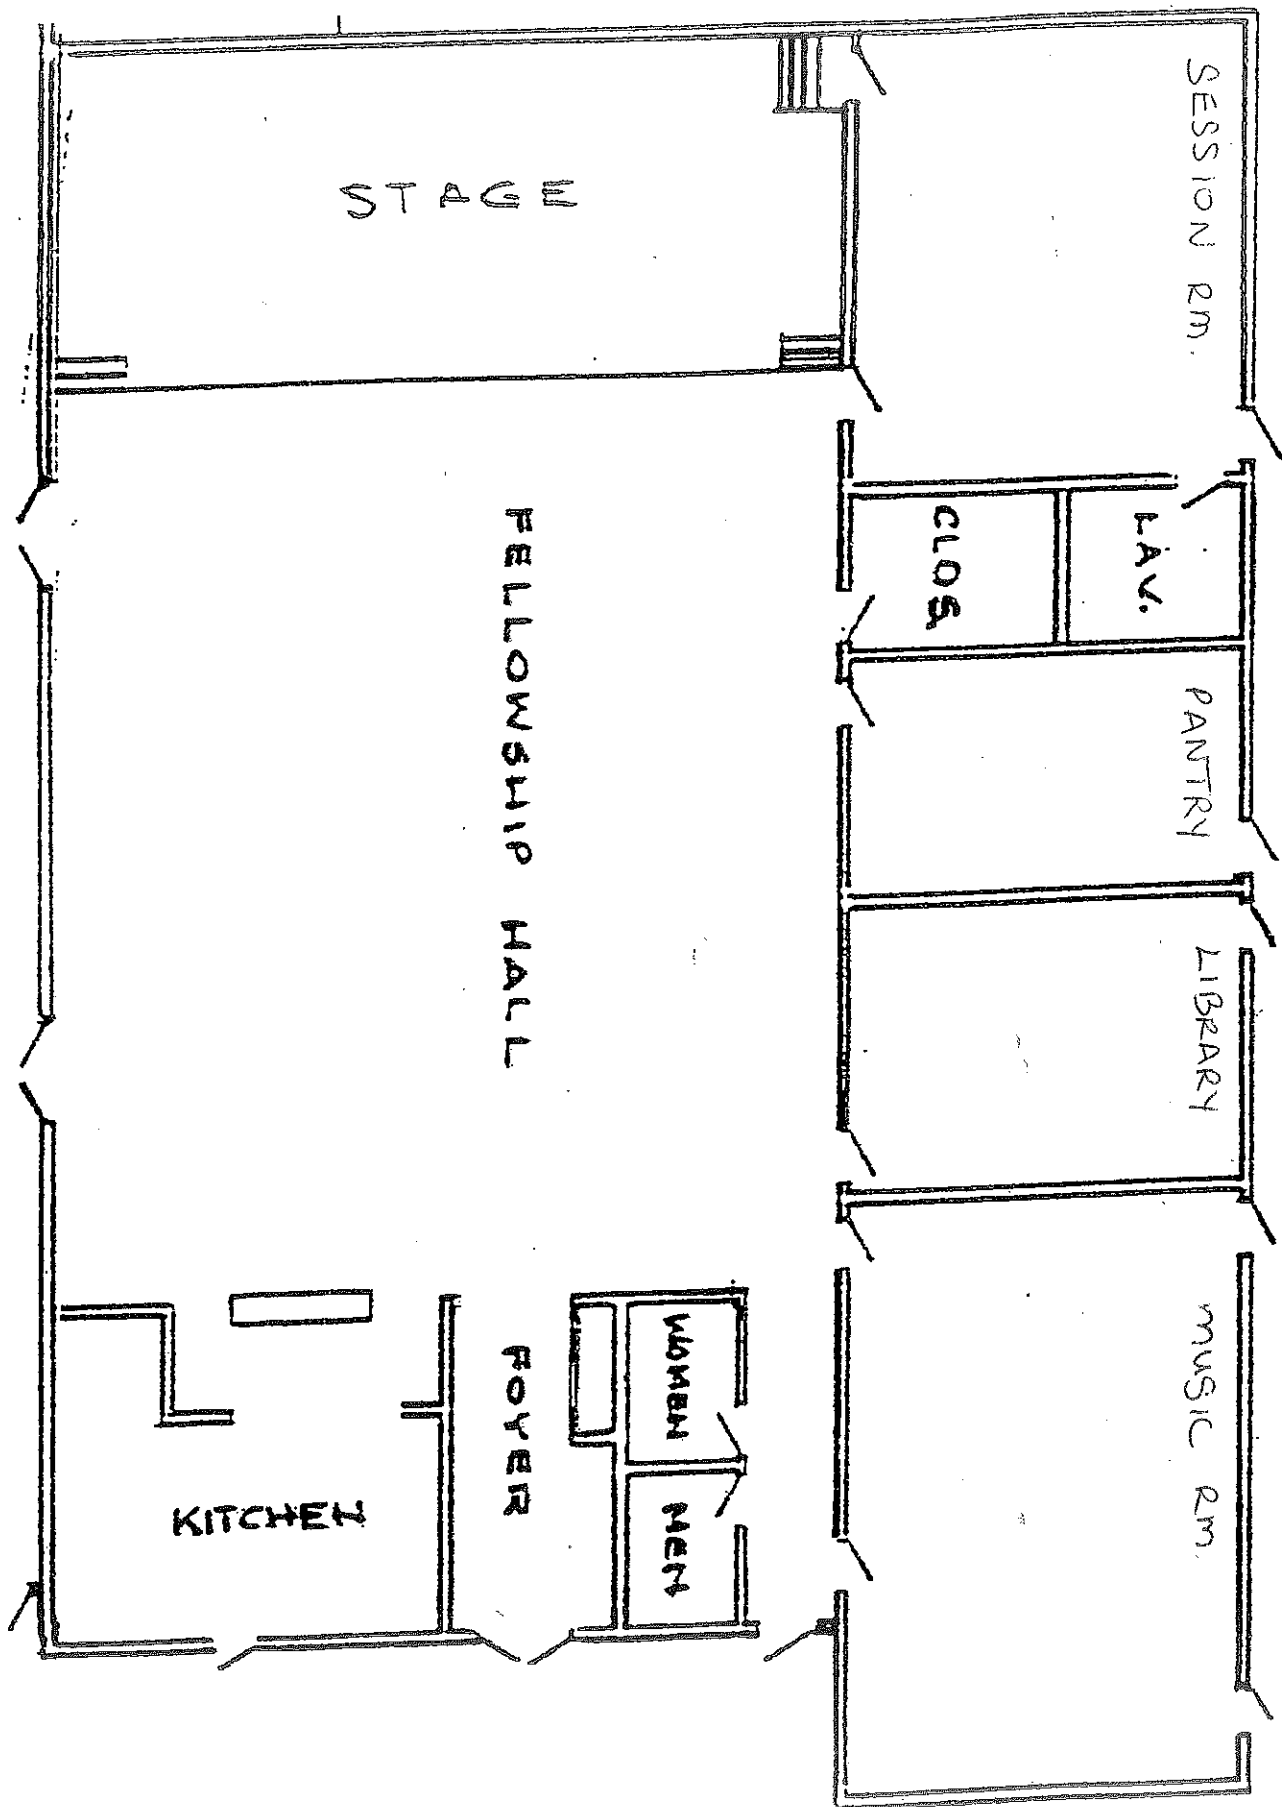 STAGE
SESSION RM.
LAV.
CLOS
PANTRY
FELLOWSHIP HALL
LIBRARY
MUSIC RM.
WOMEN
FOYER
MEN
KITCHEN